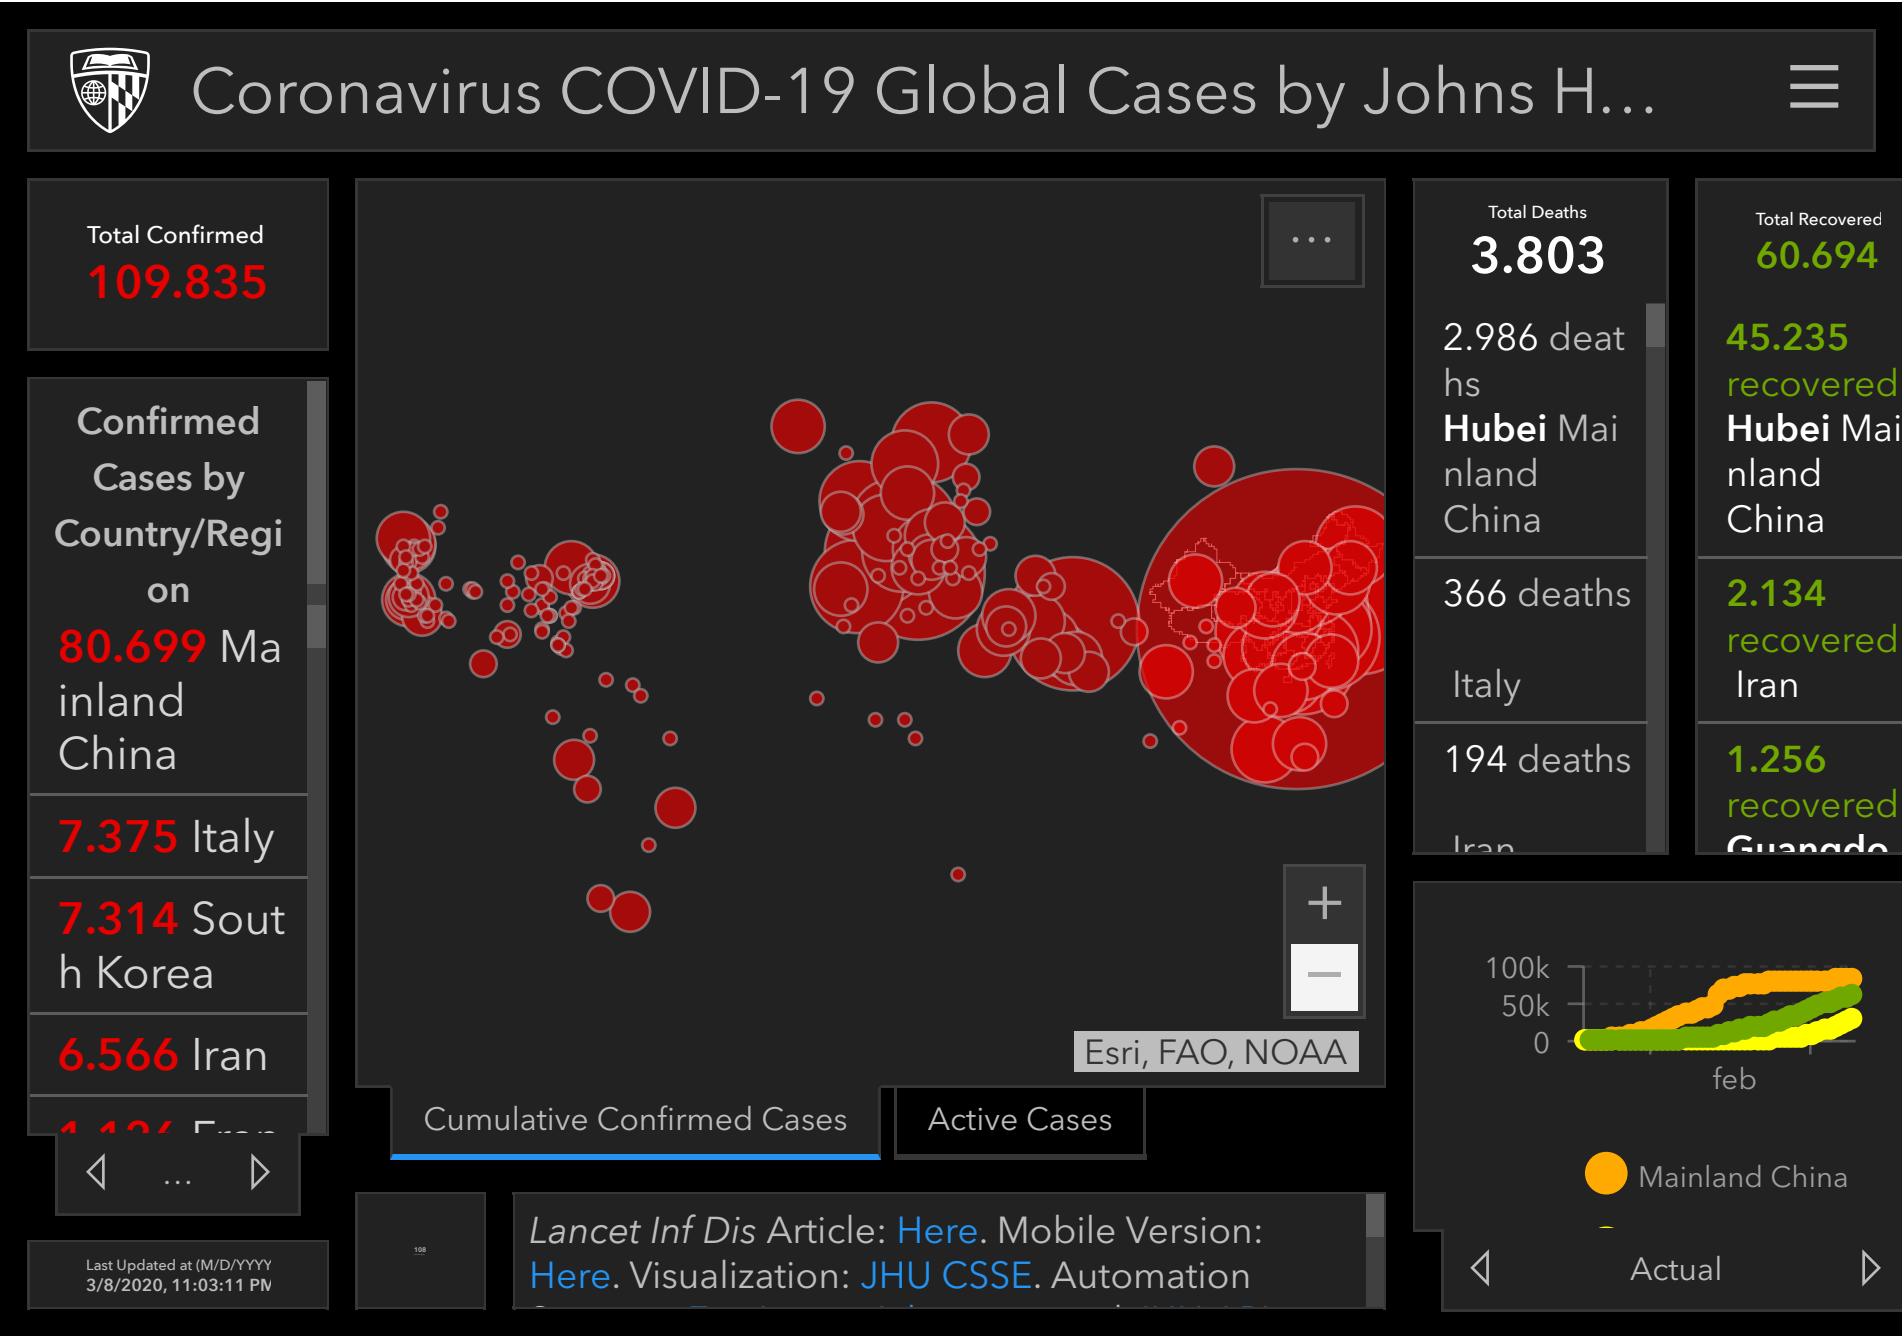 Coronavirus COVID-19 Global Cases by Johns H...
Total Confirmed
109.835
Confirmed
Cases by
Country/Regi
on
80.699 Ma
inland
China
7.375 Italy
7.314 Sout
h Korea
6.566 Iran
...
Last Updated at (M/D/YYYY
3/8/2020, 11:03:11 PM
...
Esri, FAO, NOAA
Cumulative Confirmed Cases
Active Cases
108
Lancet Inf Dis Article: Here. Mobile Version:
Here. Visualization: JHU CSSE. Automation
Total Deaths
3.803
2.986 deat
hs
Hubei Mai
nland
China
366 deaths
Italy
194 deaths
Iran
Total Recovered
60.694
45.235
recovered
Hubei Mai
nland
China
2.134
recovered
Iran
1.256
recovered
Guangdo
100k
50k
0
feb
Mainland China
Actual